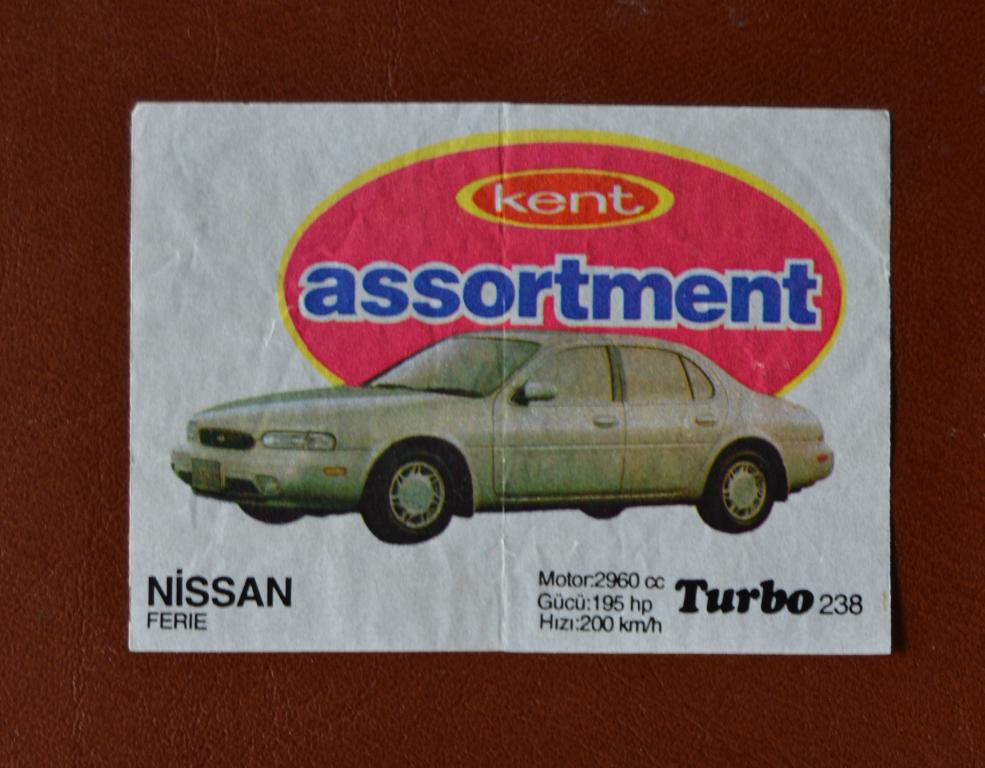 kent
assortment
NİSSAN
FERIE
Motor:2960 cc
Gücü:195 hp
Hızı:200 km/h
Turbo 238